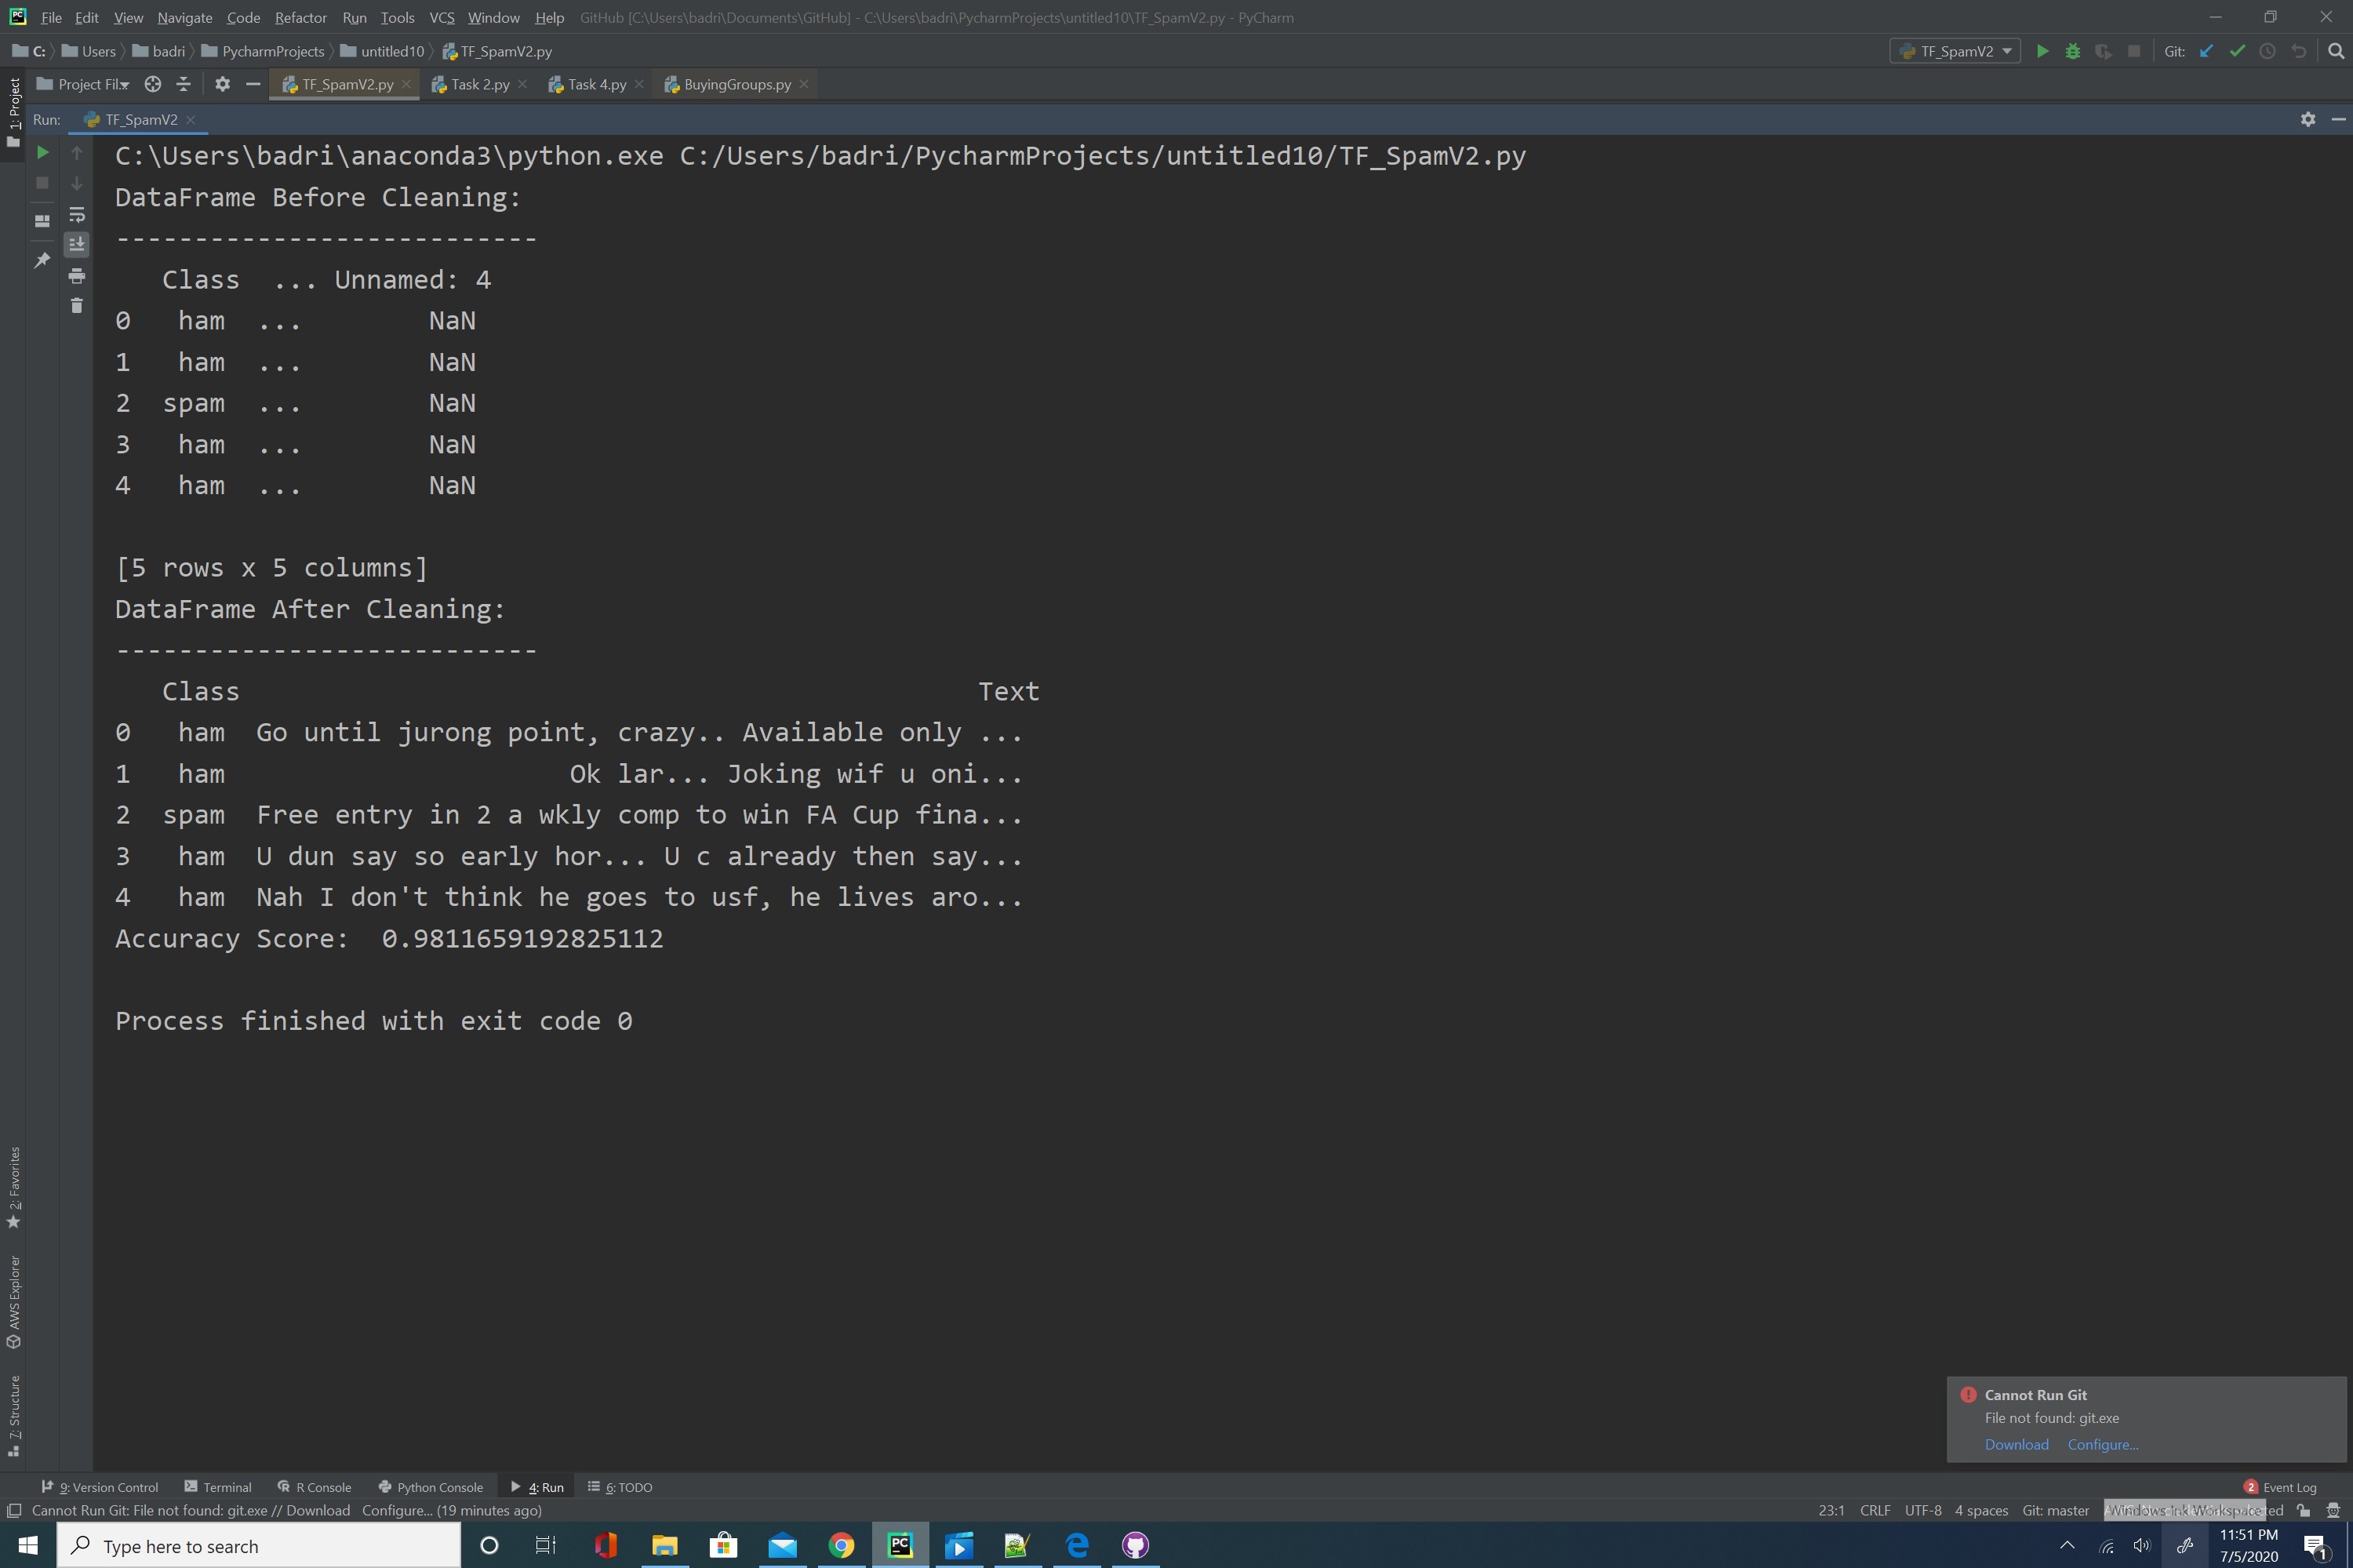 File Edit View Navigate Code Refactor Run Tools VCS Window Help GitHub [C:\Users\badri\Documents\GitHub] - C:\Users\badri\PycharmProjects\untitled10\TF_SpamV2.py - PyCharm
C: Users badri PycharmProjects untitled10 TF_SpamV2.py TF_SpamV2 Git:
1: Project
Project Fil.. TF_SpamV2.py Task 2.py Task 4.py BuyingGroups.py
Run: TF_SpamV2
C:\Users\badri\anaconda3\python.exe C:/Users/badri/PycharmProjects/untitled10/TF_SpamV2.py
DataFrame Before Cleaning:
---------------------------
Class ... Unnamed: 4
0 ham ... NaN
1 ham ... NaN
2 spam ... NaN
3 ham ... NaN
4 ham ... NaN
[5 rows x 5 columns]
DataFrame After Cleaning:
---------------------------
Class Text
0 ham Go until jurong point, crazy.. Available only ...
1 ham Ok lar... Joking wif u oni...
2 spam Free entry in 2 a wkly comp to win FA Cup fina...
3 ham U dun say so early hor... U c already then say...
4 ham Nah I don't think he goes to usf, he lives aro...
Accuracy Score: 0.9811659192825112
Process finished with exit code 0
2: Favorites
AWS Explorer
7: Structure
Cannot Run Git
File not found: git.exe
Download Configure...
9: Version Control Terminal R Console Python Console 4: Run 6: TODO 2 Event Log
Cannot Run Git: File not found: git.exe // Download Configure... (19 minutes ago) 23:1 CRLF UTF-8 4 spaces Git: master
Type here to search
11:51 PM
7/5/2020
1